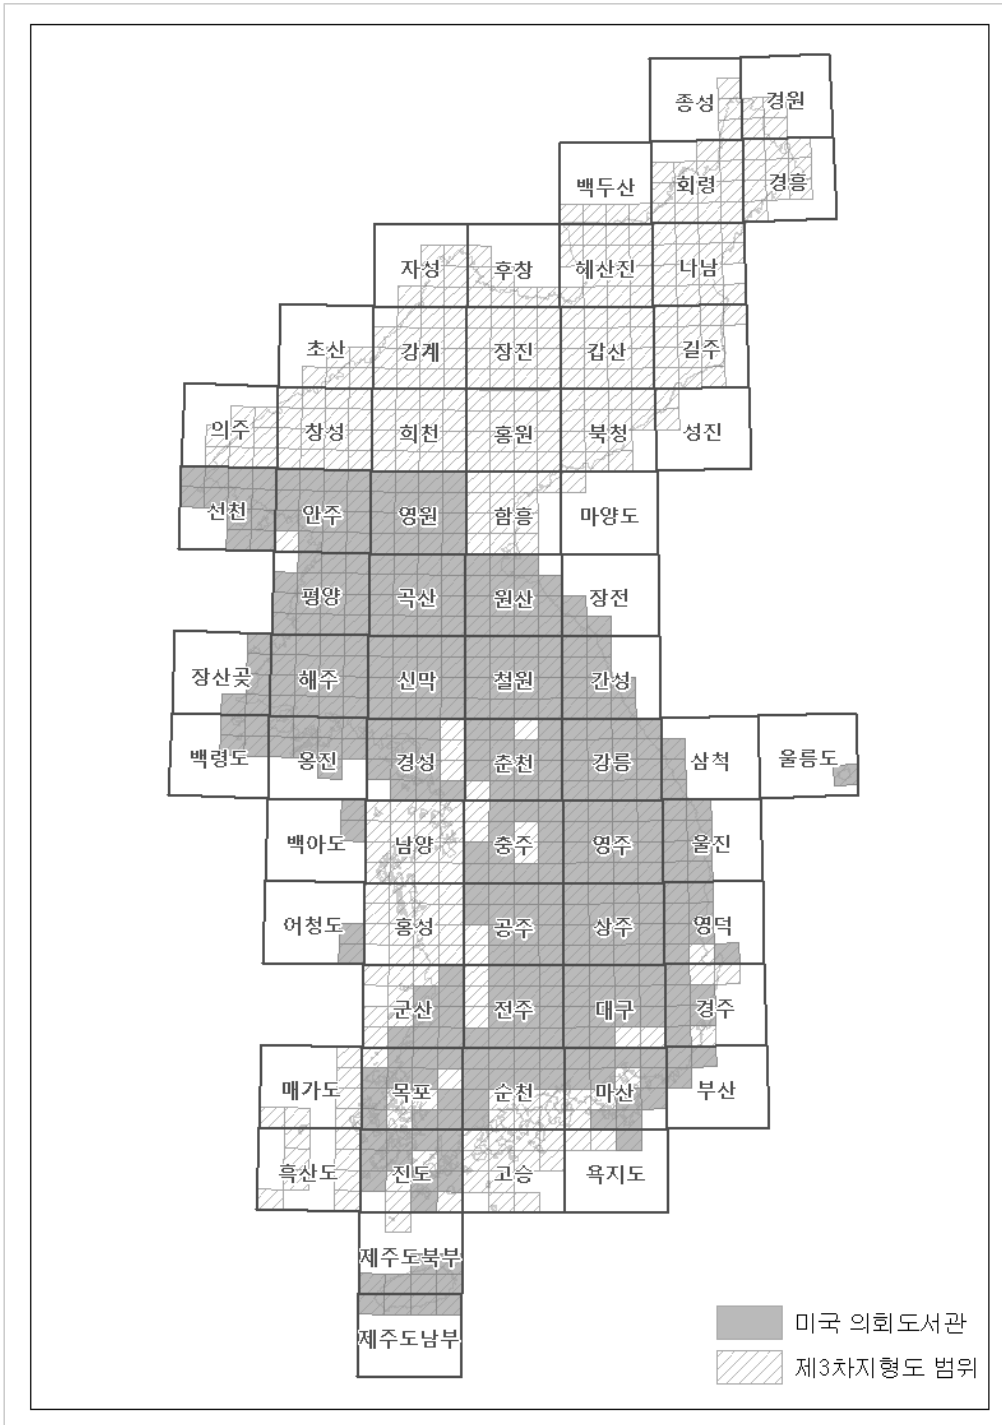 종성 경원
백두산 회령 경흥
자성 후창 혜산진 나남
초산 강계 장진 갑산 길주
의주 창성 희천 홍원 북청 성진
선천 안주 영원 함흥 마양도
평양 곡산 원산 장전
장산곶 해주 신막 철원 간성
백령도 옹진 경성 춘천 강릉 삼척 울릉도
백아도 남양 충주 영주 울진
어청도 홍성 공주 상주 영덕
군산 전주 대구 경주
매가도 목포 순천 마산 부산
흑산도 진도 고승 욕지도
제주도북부
제주도남부
미국 의회도서관
제3차지형도 범위